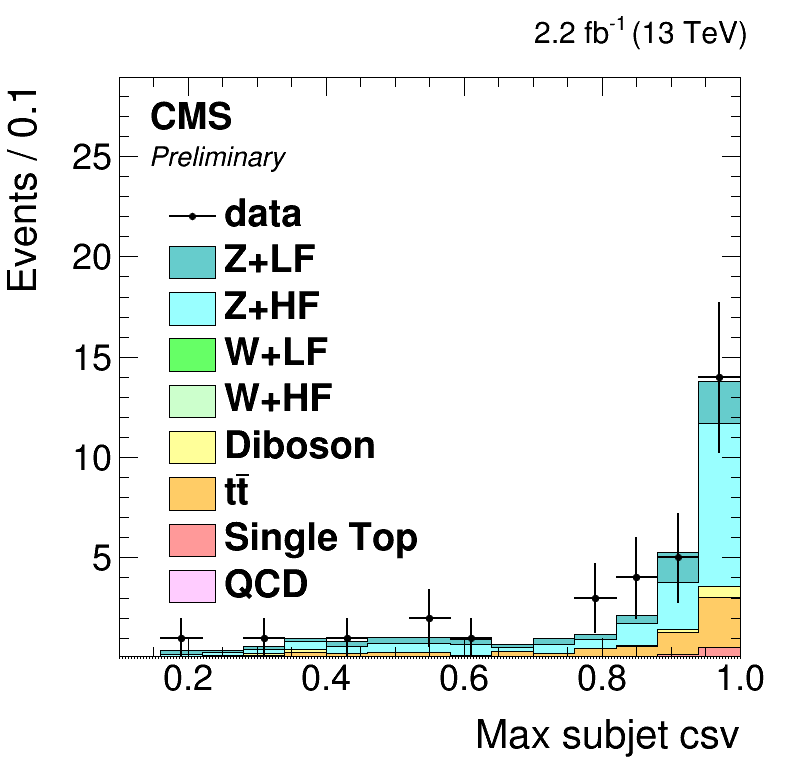 2.2 fb⁻¹ (13 TeV)
Events / 0.1
CMS
Preliminary
25
20
15
10
5
data
Z+LF
Z+HF
W+LF
W+HF
Diboson
tt̄
Single Top
QCD
0.2 0.4 0.6 0.8 1.0
Max subjet csv